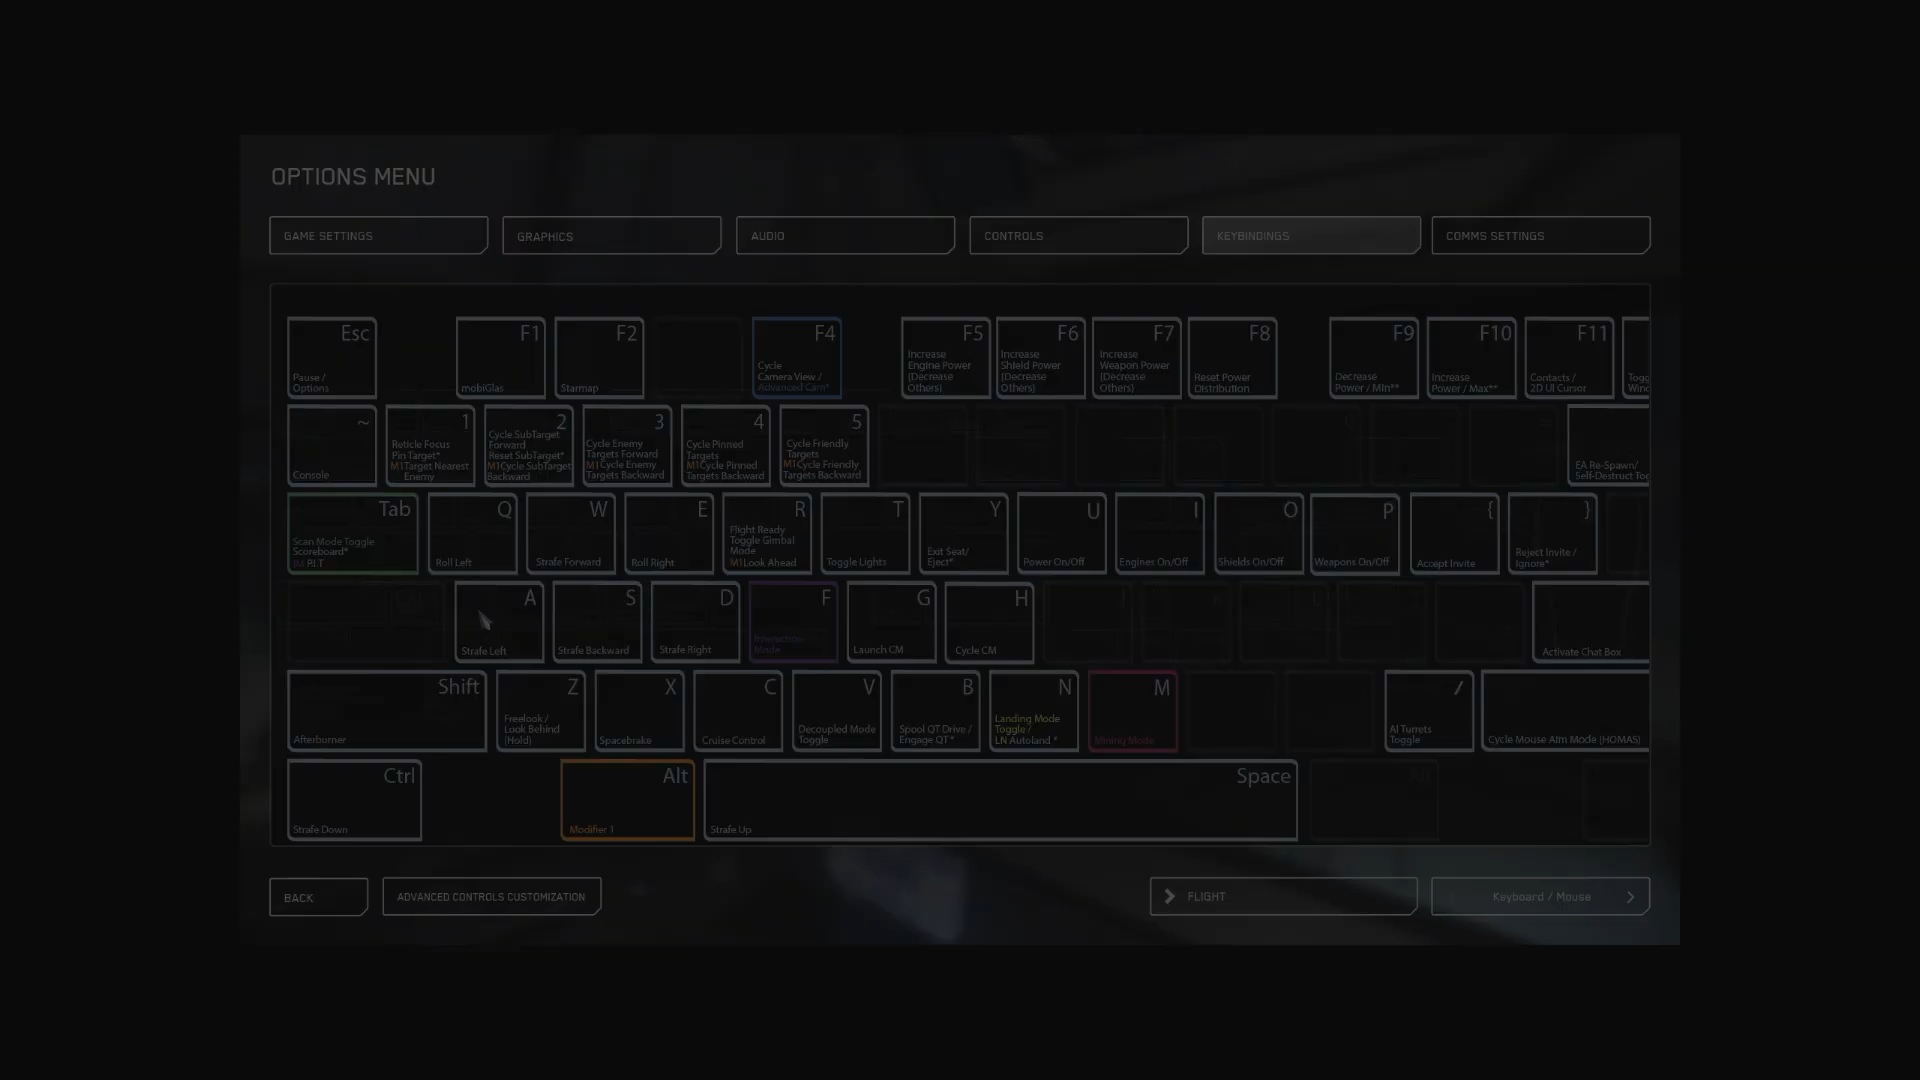 OPTIONS MENU
GAME SETTINGS
GRAPHICS
AUDIO
CONTROLS
KEYBINDINGS
COMMS SETTINGS
Esc
Pause /
Options
F1
mobiGlas
F2
Starmap
F4
Cycle
Camera View /
Advanced Cam*
F5
Increase
Engine Power
(Decrease
Others)
F6
Increase
Shield Power
(Decrease
Others)
F7
Increase
Weapon Power
(Decrease
Others)
F8
Reset Power
Distribution
F9
Decrease
Power / Min**
F10
Increase
Power / Max**
F11
Contacts /
2D UI Cursor
~
Console
1
Reticle Focus
Pin Target*
M1Target Nearest
Enemy
2
Cycle SubTarget
Forward
Reset SubTarget*
M1Cycle SubTarget
Backward
3
Cycle Enemy
Targets Forward
M1Cycle Enemy
Targets Backward
4
Cycle Pinned
Targets
M1Cycle Pinned
Targets Backward
5
Cycle Friendly
Targets
M1Cycle Friendly
Targets Backward
EA Re-Spawn/
Self-Destruct
Tab
Scan Mode Toggle
Scoreboard*
P.I.T
Q
Roll Left
W
Strafe Forward
E
Roll Right
R
Flight Ready
Toggle Gimbal
Mode
M1Look Ahead
T
Toggle Lights
Y
Exit Seat/
Eject*
U
Power On/Off
I
Engines On/Off
O
Shields On/Off
P
Weapons On/Off
{
Accept Invite
}
Reject Invite /
Ignore*
A
Strafe Left
S
Strafe Backward
D
Strafe Right
F
Interaction
Mode
G
Launch CM
H
Cycle CM
Activate Chat Box
Shift
Afterborner
Z
Freelook /
Look Behind
(Hold)
X
Spacebrake
C
Cruise Control
V
Decoupled Mode
Toggle
B
Spool QT Drive /
Engage QT*
N
Landing Mode
Toggle /
LN Autoland *
M
Mining Mode
/
AI Turrets
Toggle
Cycle Mouse Aim Mode (HOMAS)
Ctrl
Strafe Down
Alt
Modifier 1
Space
Strafe Up
BACK
ADVANCED CONTROLS CUSTOMIZATION
FLIGHT
Keyboard / Mouse